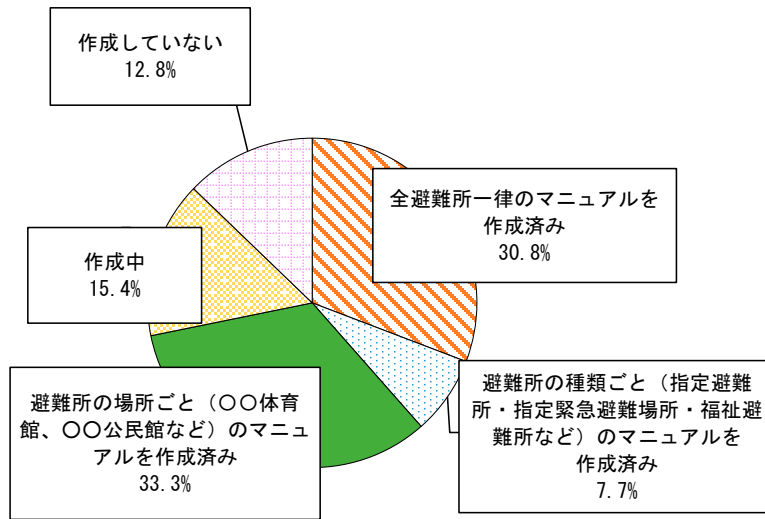 作成していない
12.8%
全避難所一律のマニュアルを
作成済み
30.8%
作成中
15.4%
避難所の場所ごと（〇〇体育
館、〇〇公民館など）のマニュ
アルを作成済み
33.3%
避難所の種類ごと（指定避難
所・指定緊急避難場所・福祉避
難所など）のマニュアルを
作成済み
7.7%